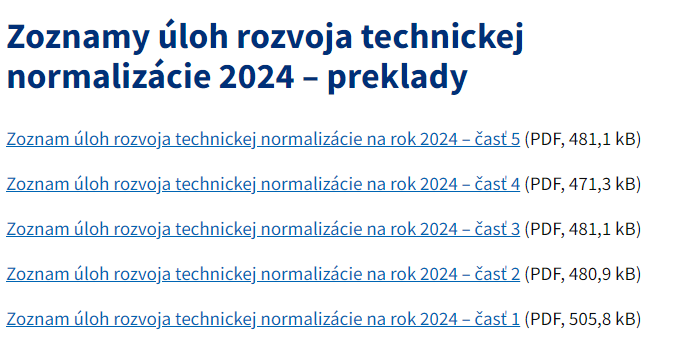 Zoznamy úloh rozvoja technickej
normalizácie 2024 – preklady
Zoznam úloh rozvoja technickej normalizácie na rok 2024 – časť 5 (PDF, 481,1 kB)
Zoznam úloh rozvoja technickej normalizácie na rok 2024 – časť 4 (PDF, 471,3 kB)
Zoznam úloh rozvoja technickej normalizácie na rok 2024 – časť 3 (PDF, 481,1 kB)
Zoznam úloh rozvoja technickej normalizácie na rok 2024 – časť 2 (PDF, 480,9 kB)
Zoznam úloh rozvoja technickej normalizácie na rok 2024 – časť 1 (PDF, 505,8 kB)